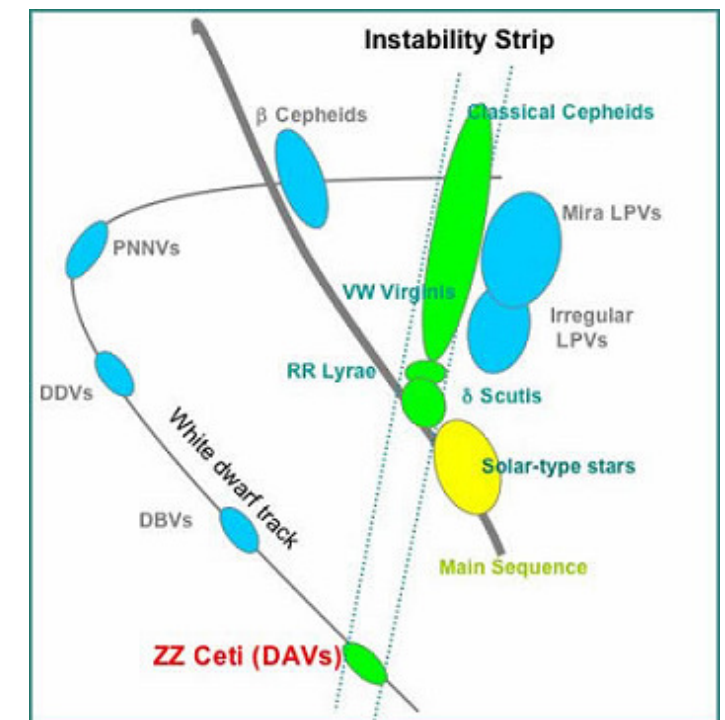 Instability Strip
β Cepheids
Classical Cepheids
Mira LPVs
PNNVs
VW Virginis
Irregular
LPVs
RR Lyrae
DDVs
δ Scutis
White dwarf track
Solar-type stars
DBVs
Main Sequence
ZZ Ceti (DAVs)